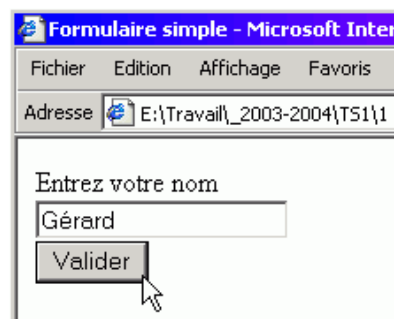 Formulaire simple - Microsoft Inter
Fichier Edition Affichage Favoris
Adresse E:\Travail\_2003-2004\TS1\1
Entrez votre nom
Gérard
Valider